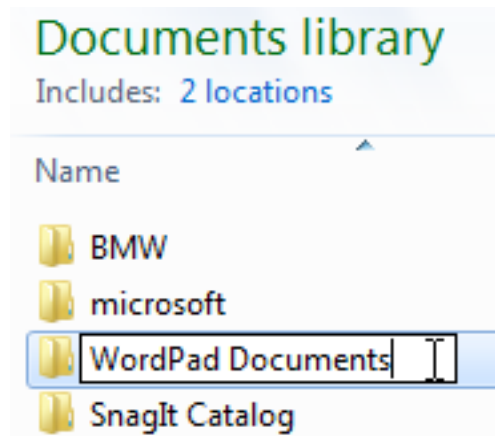 Documents library
Includes: 2 locations
Name
BMW
microsoft
WordPad Documents
SnagIt Catalog